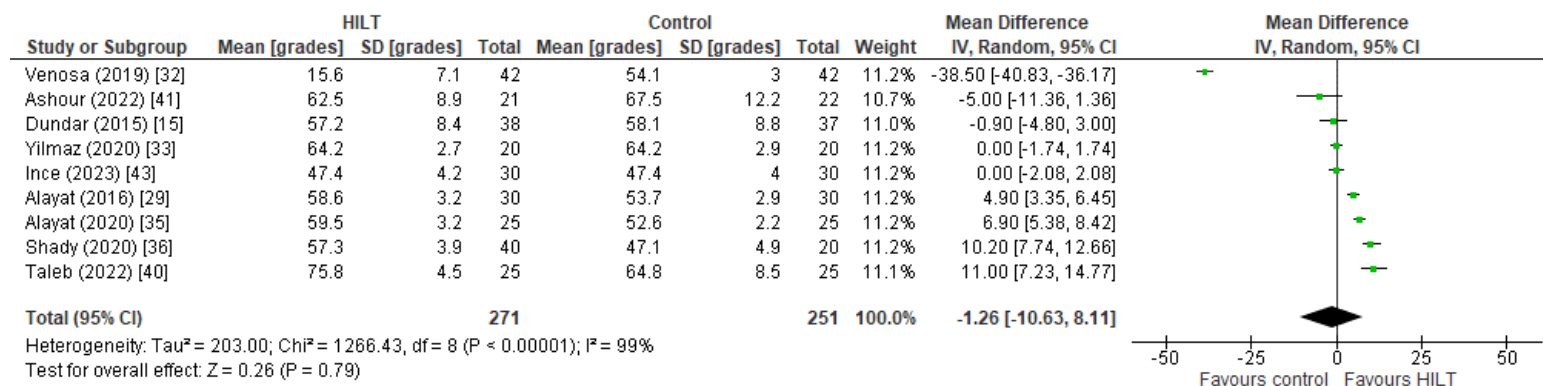 HILT Control Mean Difference Mean Difference
Study or Subgroup Mean [grades] SD [grades] Total Mean [grades] SD [grades] Total Weight IV, Random, 95% CI IV, Random, 95% CI
Venosa (2019) [32] 15.6 7.1 42 54.1 3 42 11.2% -38.50 [-40.83, -36.17]
Ashour (2022) [41] 62.5 8.9 21 67.5 12.2 22 10.7% -5.00 [-11.36, 1.36]
Dundar (2015) [15] 57.2 8.4 38 58.1 8.8 37 11.0% -0.90 [-4.80, 3.00]
Yilmaz (2020) [33] 64.2 2.7 20 64.2 2.9 20 11.2% 0.00 [-1.74, 1.74]
Ince (2023) [43] 47.4 4.2 30 47.4 4 30 11.2% 0.00 [-2.08, 2.08]
Alayat (2016) [29] 58.6 3.2 30 53.7 2.9 30 11.2% 4.90 [3.35, 6.45]
Alayat (2020) [35] 59.5 3.2 25 52.6 2.2 25 11.2% 6.90 [5.38, 8.42]
Shady (2020) [36] 57.3 3.9 40 47.1 4.9 20 11.2% 10.20 [7.74, 12.66]
Taleb (2022) [40] 75.8 4.5 25 64.8 8.5 25 11.1% 11.00 [7.23, 14.77]
Total (95% CI) 271 251 100.0% -1.26 [-10.63, 8.11]
Heterogeneity: Tau² = 203.00; Chi² = 1266.43, df = 8 (P < 0.00001); I² = 99%
Test for overall effect: Z = 0.26 (P = 0.79)
-50 -25 0 25 50
Favours control Favours HILT